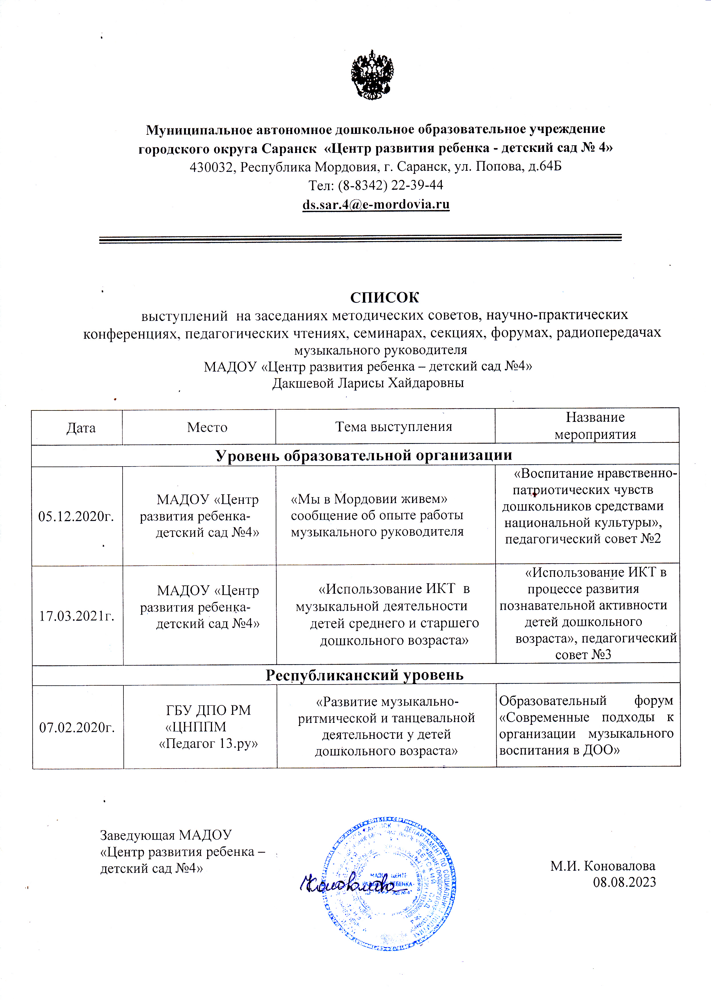 Муниципальное автономное дошкольное образовательное учреждение
городского округа Саранск «Центр развития ребенка - детский сад № 4»
430032, Республика Мордовия, г. Саранск, ул. Попова, д.64Б
Тел: (8-8342) 22-39-44
ds.sar.4@e-mordovia.ru
СПИСОК
выступлений на заседаниях методических советов, научно-практических
конференциях, педагогических чтениях, семинарах, секциях, форумах, радиопередачах
музыкального руководителя
МАДОУ «Центр развития ребенка – детский сад №4»
Дакшевой Ларисы Хайдаровны
Дата
Место
Тема выступления
Название
мероприятия
Уровень образовательной организации
05.12.2020г.
МАДОУ «Центр
развития ребенка-
детский сад №4»
«Мы в Мордовии живем»
сообщение об опыте работы
музыкального руководителя
«Воспитание нравственно-
патриотических чувств
дошкольников средствами
национальной культуры»,
педагогический совет №2
17.03.2021г.
МАДОУ «Центр
развития ребенка-
детский сад №4»
«Использование ИКТ в
музыкальной деятельности
детей среднего и старшего
дошкольного возраста»
«Использование ИКТ в
процессе развития
познавательной активности
детей дошкольного
возраста», педагогический
совет №3
Республиканский уровень
07.02.2020г.
ГБУ ДПО РМ
«ЦНППМ
«Педагог 13.ру»
«Развитие музыкально-
ритмической и танцевальной
деятельности у детей
дошкольного возраста»
Образовательный форум
«Современные подходы к
организации музыкального
воспитания в ДОО»
Заведующая МАДОУ
«Центр развития ребенка –
детский сад №4»
Коновалова
ДЕПАРТАМЕНТ ПО СОЦИАЛЬНОЙ ПОЛИТИКЕ
ДЕТСКИЙ САД
МАДОУ ЦЕНТР
РЕБЕНКА-
М.И. Коновалова
08.08.2023